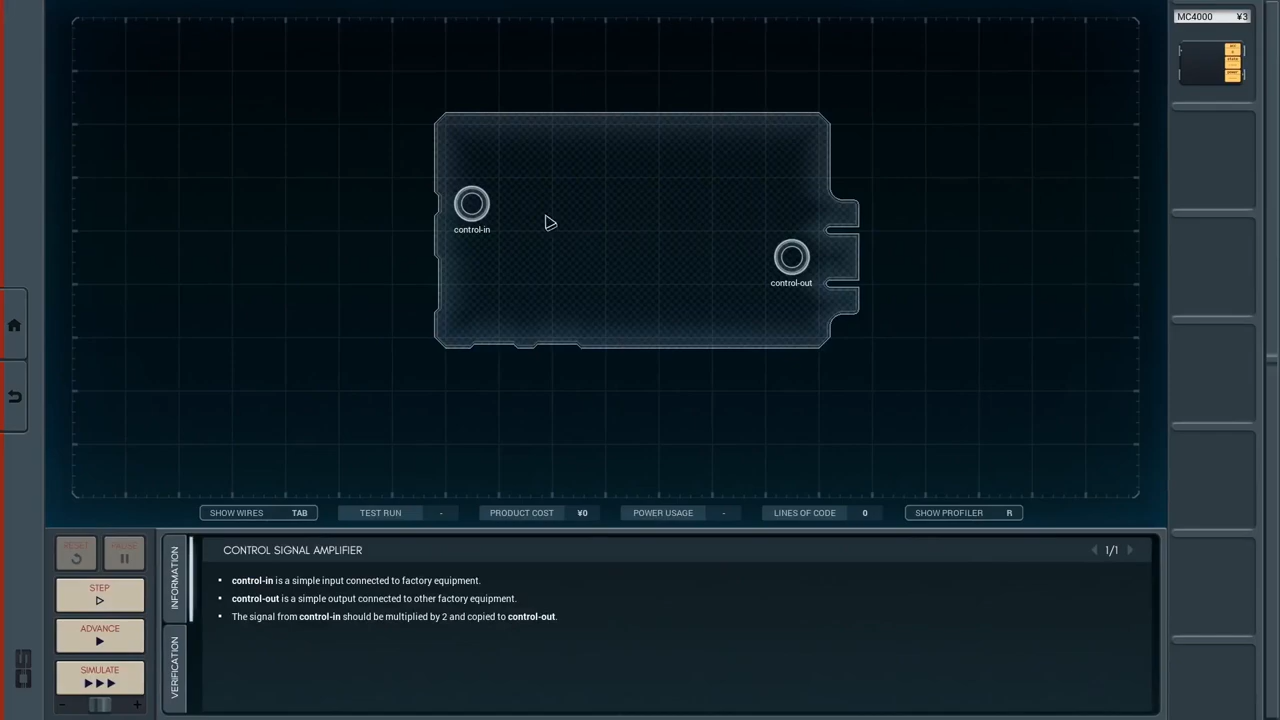 MC4000 ¥3
control-in
control-out
SHOW WIRES TAB
TEST RUN -
PRODUCT COST ¥0
POWER USAGE -
LINES OF CODE 0
SHOW PROFILER R
RESET
PAUSE
STEP
ADVANCE
SIMULATE
- +
INFORMATION
VERIFICATION
CONTROL SIGNAL AMPLIFIER 1/1
▪ control-in is a simple input connected to factory equipment.
▪ control-out is a simple output connected to other factory equipment.
▪ The signal from control-in should be multiplied by 2 and copied to control-out.